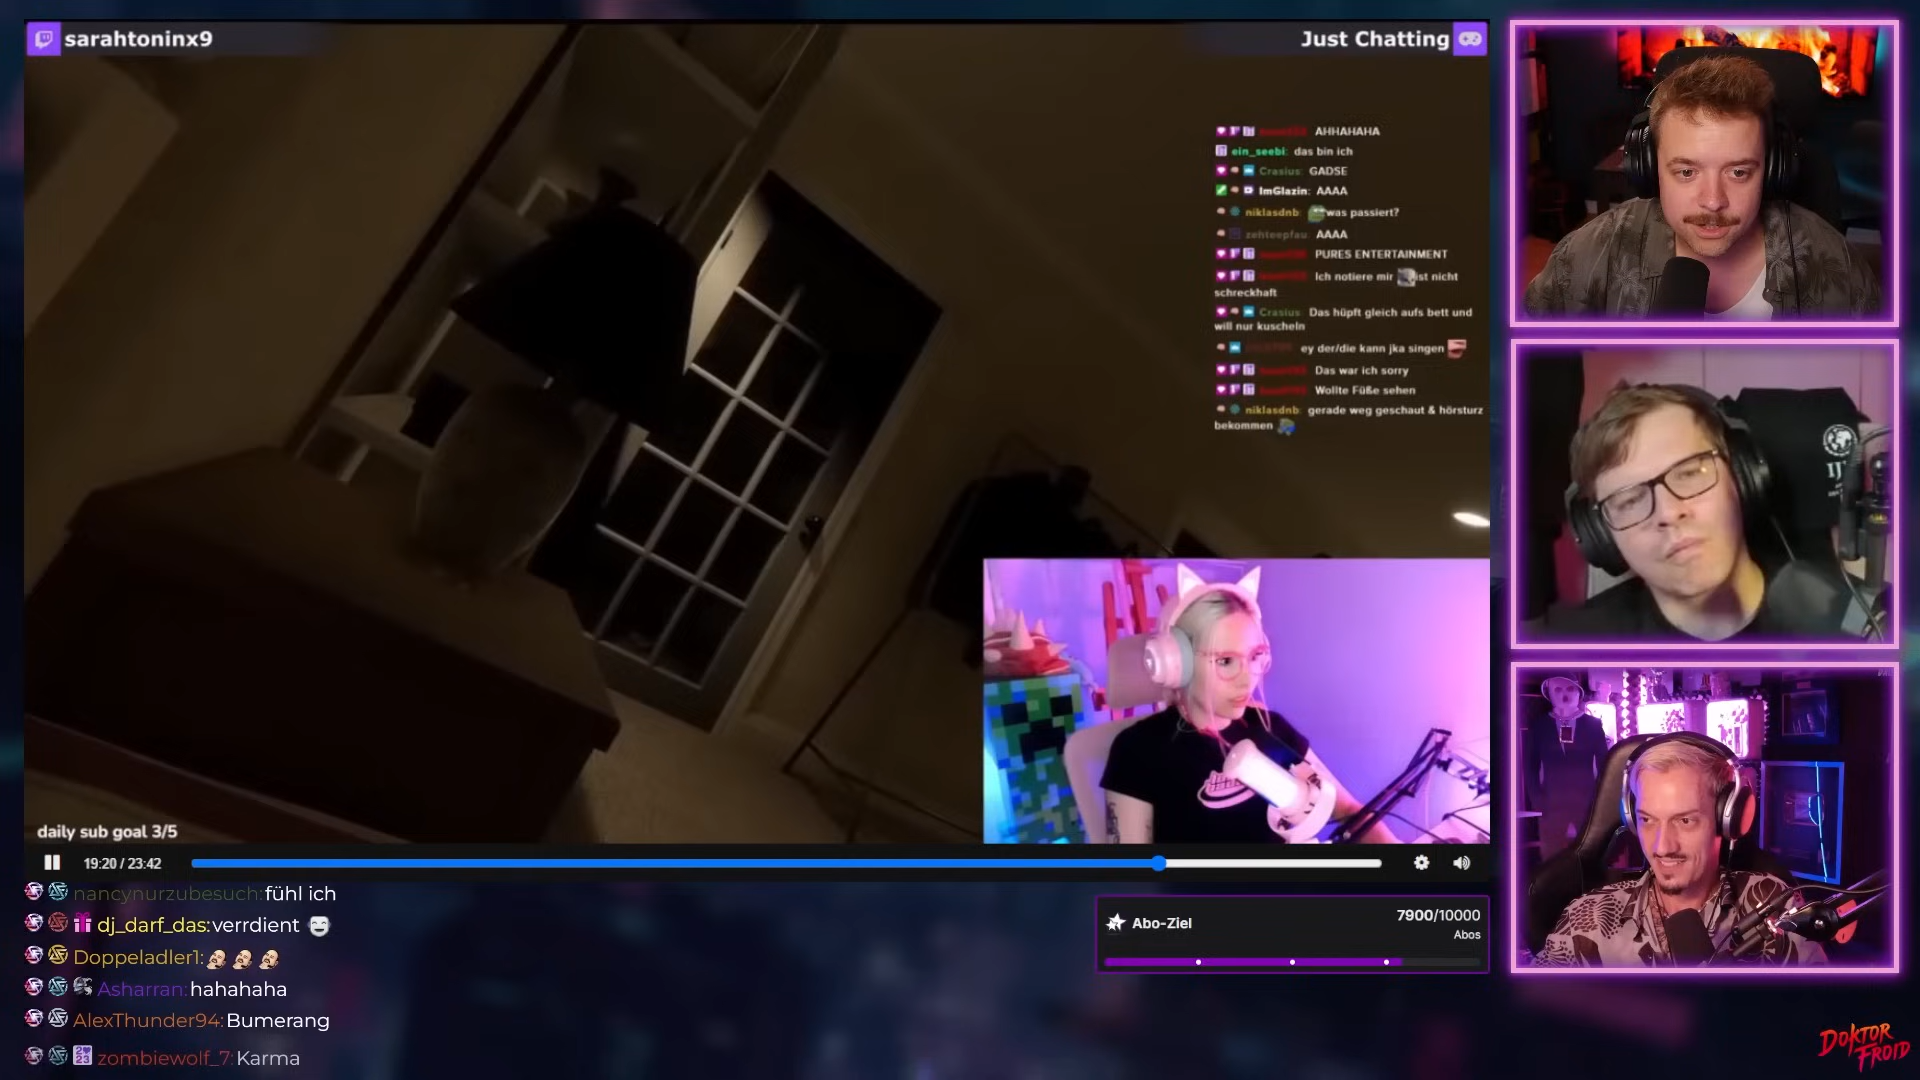 sarahtoninx9
Just Chatting
AHHAHAHA
ein_seebi: das bin ich
Crasius: GADSE
ImGlazin: AAAA
niklasdnb: was passiert?
zehteepfau: AAAA
PURES ENTERTAINMENT
Ich notiere mir ist nicht
schreckhaft
Crasius: Das hüpft gleich aufs bett und
will nur kuscheln
ey der/die kann jka singen
Das war ich sorry
Wollte Füße sehen
niklasdnb: gerade weg geschaut & hörsturz
bekommen
daily sub goal 3/5
19:20 / 23:42
nancynurzubesuch: fühl ich
dj_darf_das: verrdient
Doppeladler1:
Asharran: hahahaha
AlexThunder94: Bumerang
zombiewolf_7: Karma
Abo-Ziel
7900/10000
Abos
DOKTOR
FROID